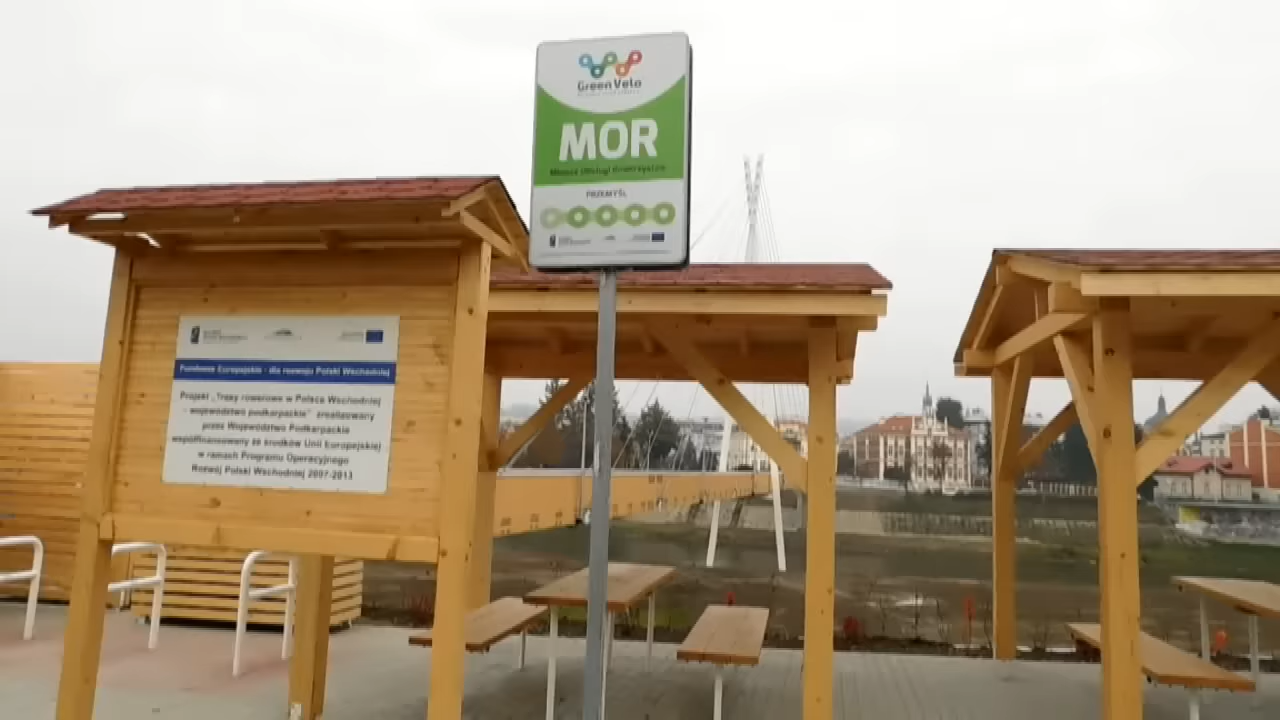 Green Velo
MOR
Miejsce Obsługi Rowerzystów
PRZEMYŚL
Fundusze Europejskie - dla rozwoju Polski Wschodniej
Projekt „Trasy rowerowe w Polsce Wschodniej
- województwo podkarpackie" zrealizowany
przez Województwo Podkarpackie
współfinansowany ze środków Unii Europejskiej
w ramach Programu Operacyjnego
Rozwój Polski Wschodniej 2007-2013